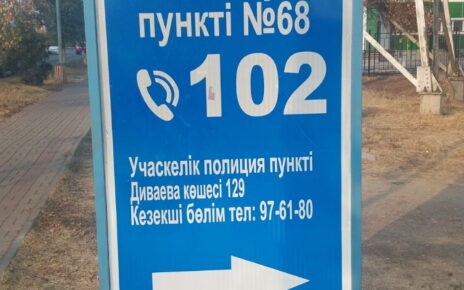 пункті №68
102
Учаскелік полиция пункті
Диваева көшесі 129
Кезекші бөлім тел: 97-61-80